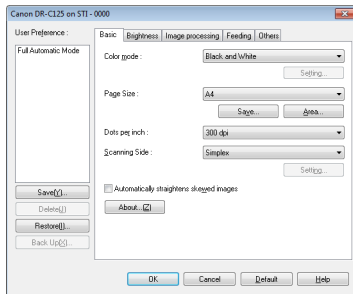 Canon DR-C125 on STI - 0000
User Preference :
Full Automatic Mode
Save(Y)...
Delete(J)
Restore(I)...
Back Up(X)...
Basic Brightness Image processing Feeding Others
Color mode : Black and White
Setting...
Page Size : A4
Save... Area...
Dots per inch : 300 dpi
Scanning Side : Simplex
Setting...
Automatically straightens skewed images
About...(Z)
OK Cancel Default Help